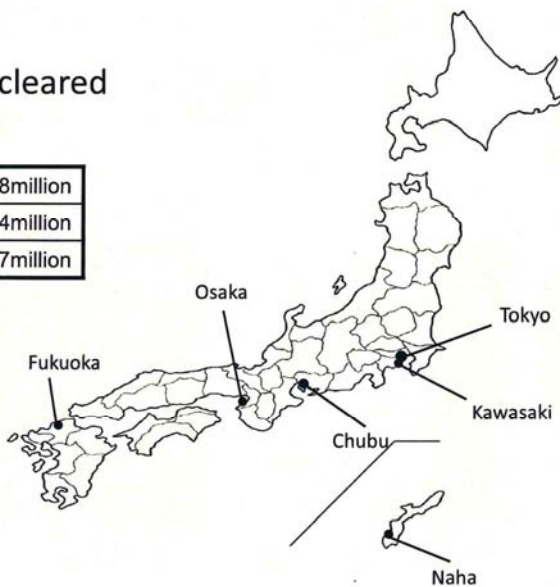 cleared
8million
4million
7million
Osaka
Tokyo
Fukuoka
Kawasaki
Chubu
Naha